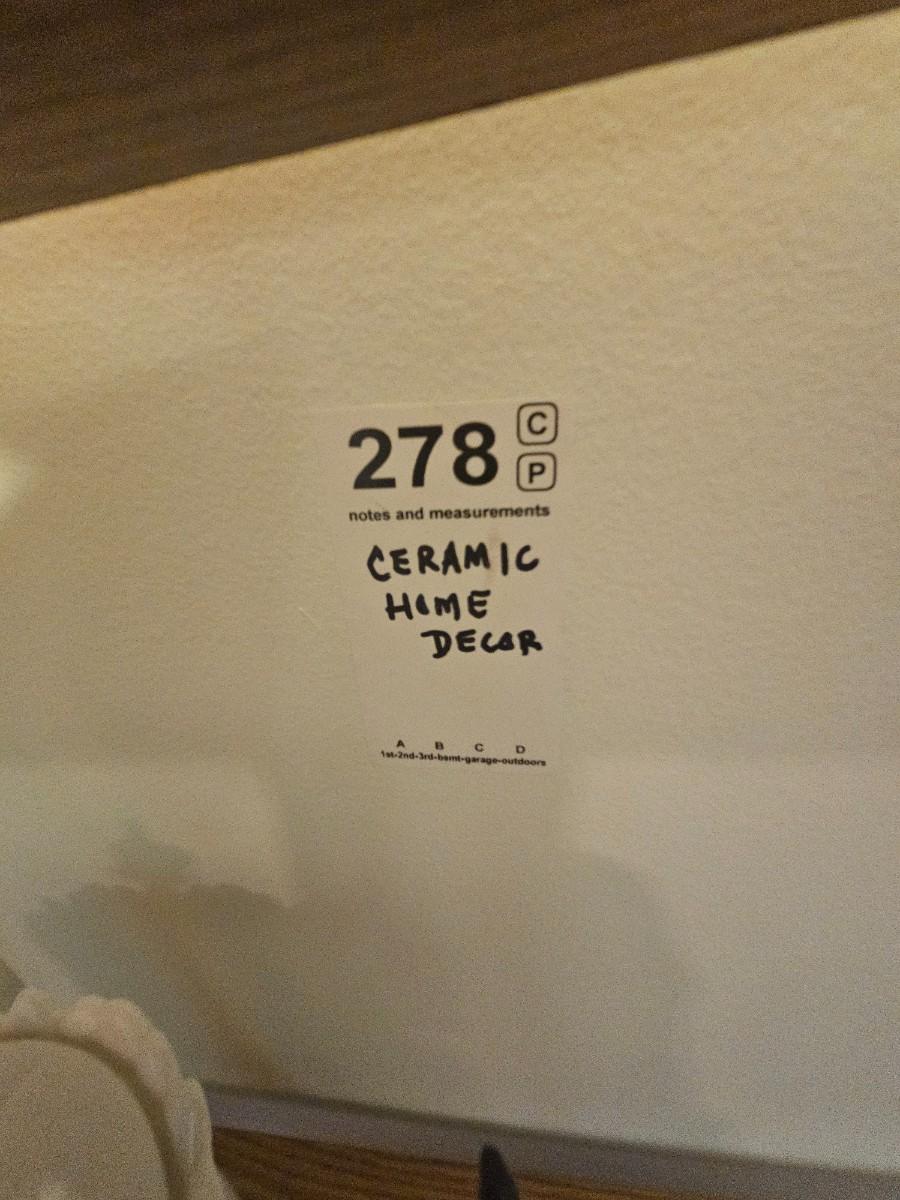 278 C
P
notes and measurements
CERAMIC
HOME
DECOR
A B C D
1st-2nd-3rd-bsmt-garage-outdoors